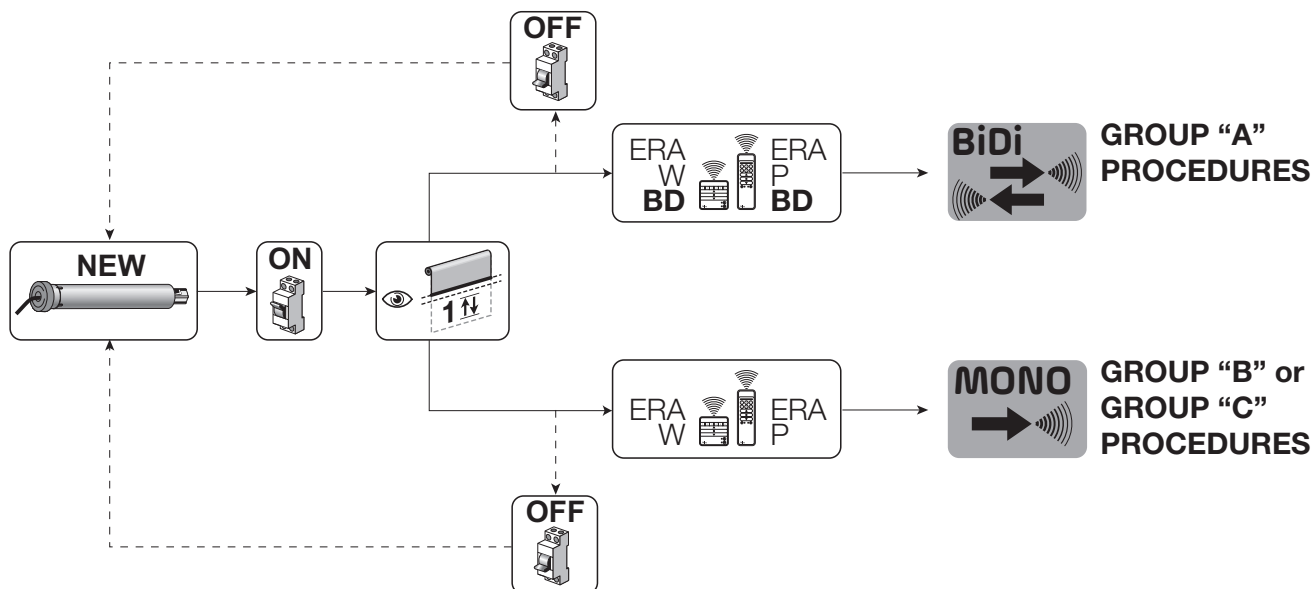 OFF
ERA
W
BD
ERA
P
BD
BiDi
GROUP “A”
PROCEDURES
NEW
ON
1
ERA
W
ERA
P
MONO
GROUP “B” or
GROUP “C”
PROCEDURES
OFF